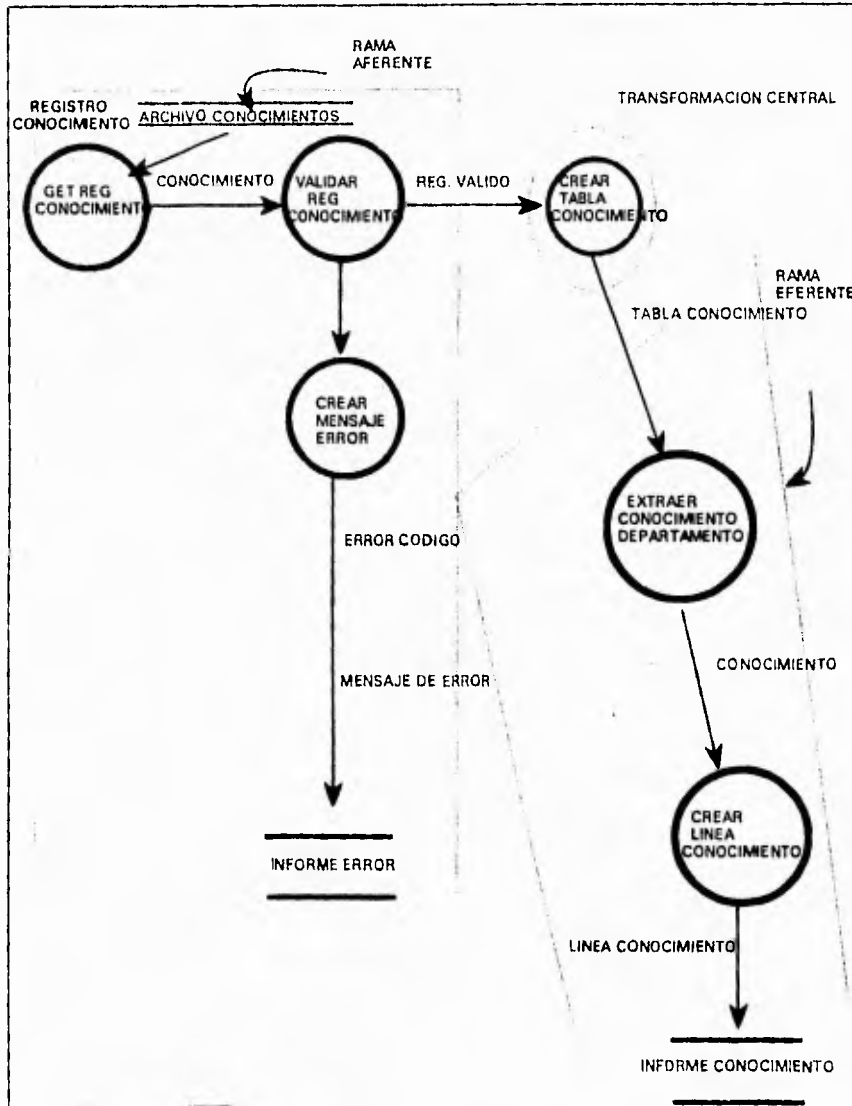 RAMA
AFERENTE
REGISTRO
CONOCIMENTO
ARCHIVO CONOCIMIENTOS
TRANSFORMACION CENTRAL
GET REG
CONOCIMIENTO
CONOCIMIENTO
VALIDAR
REG
CONOCIMIENTO
REG. VALIDO
CREAR
TABLA
CONOCIMIENTO
RAMA
EFERENTE
TABLA CONOCIMIENTO
CREAR
MENSAJE
ERROR
EXTRAER
CONOCIMIENTO
DEPARTAMENTO
ERROR CODIGO
CONOCIMIENTO
MENSAJE DE ERROR
CREAR
LINEA
CONOCIMIENTO
INFORME ERROR
LINEA CONOCIMIENTO
INFORME CONOCIMIENTO